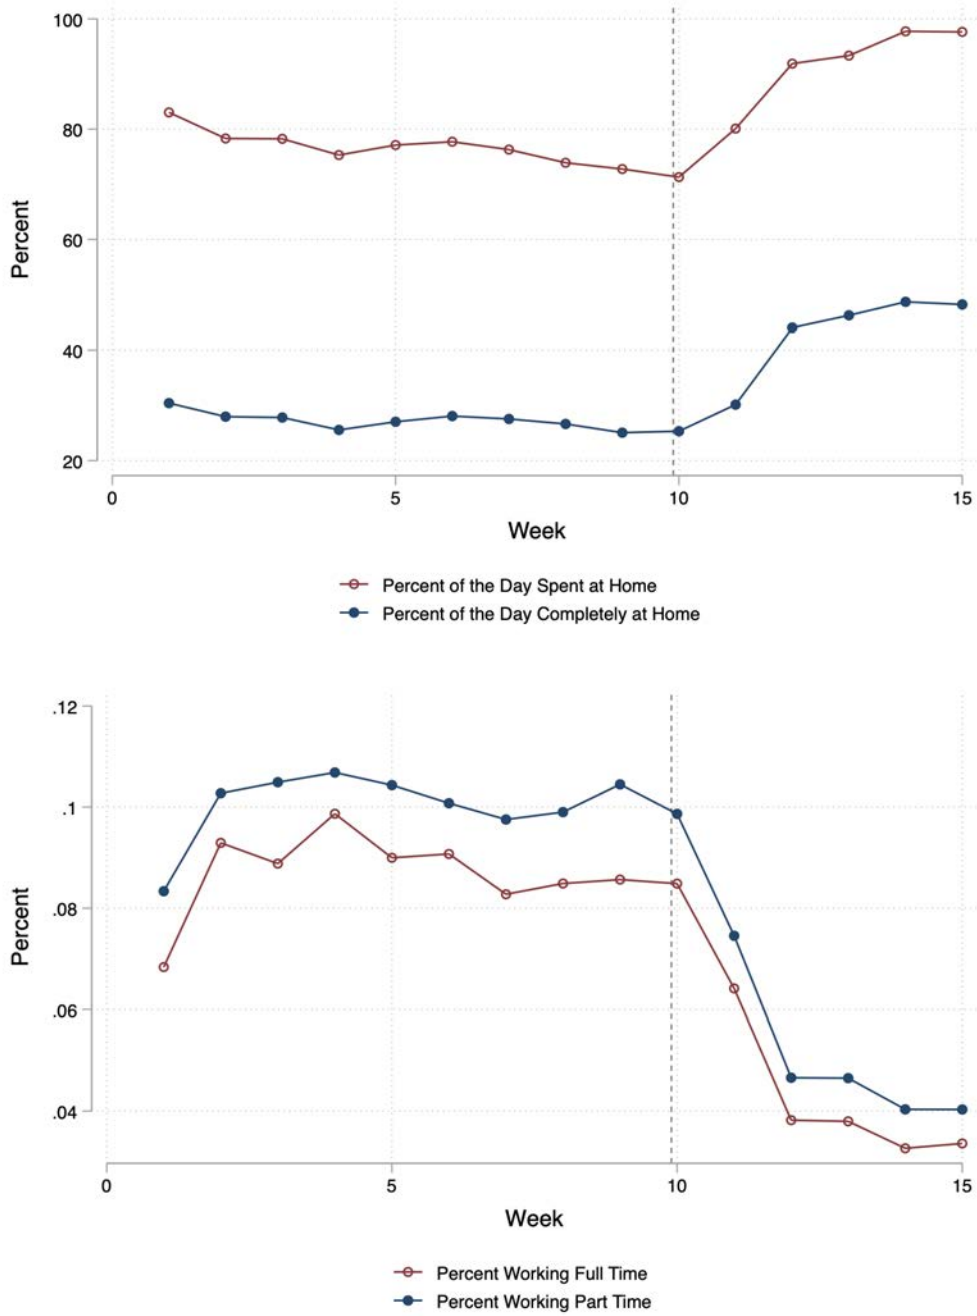 100
80
60
40
20
Percent
0 5 10 15
Week
Percent of the Day Spent at Home
Percent of the Day Completely at Home
.12
.1
.08
.06
.04
Percent
0 5 10 15
Week
Percent Working Full Time
Percent Working Part Time